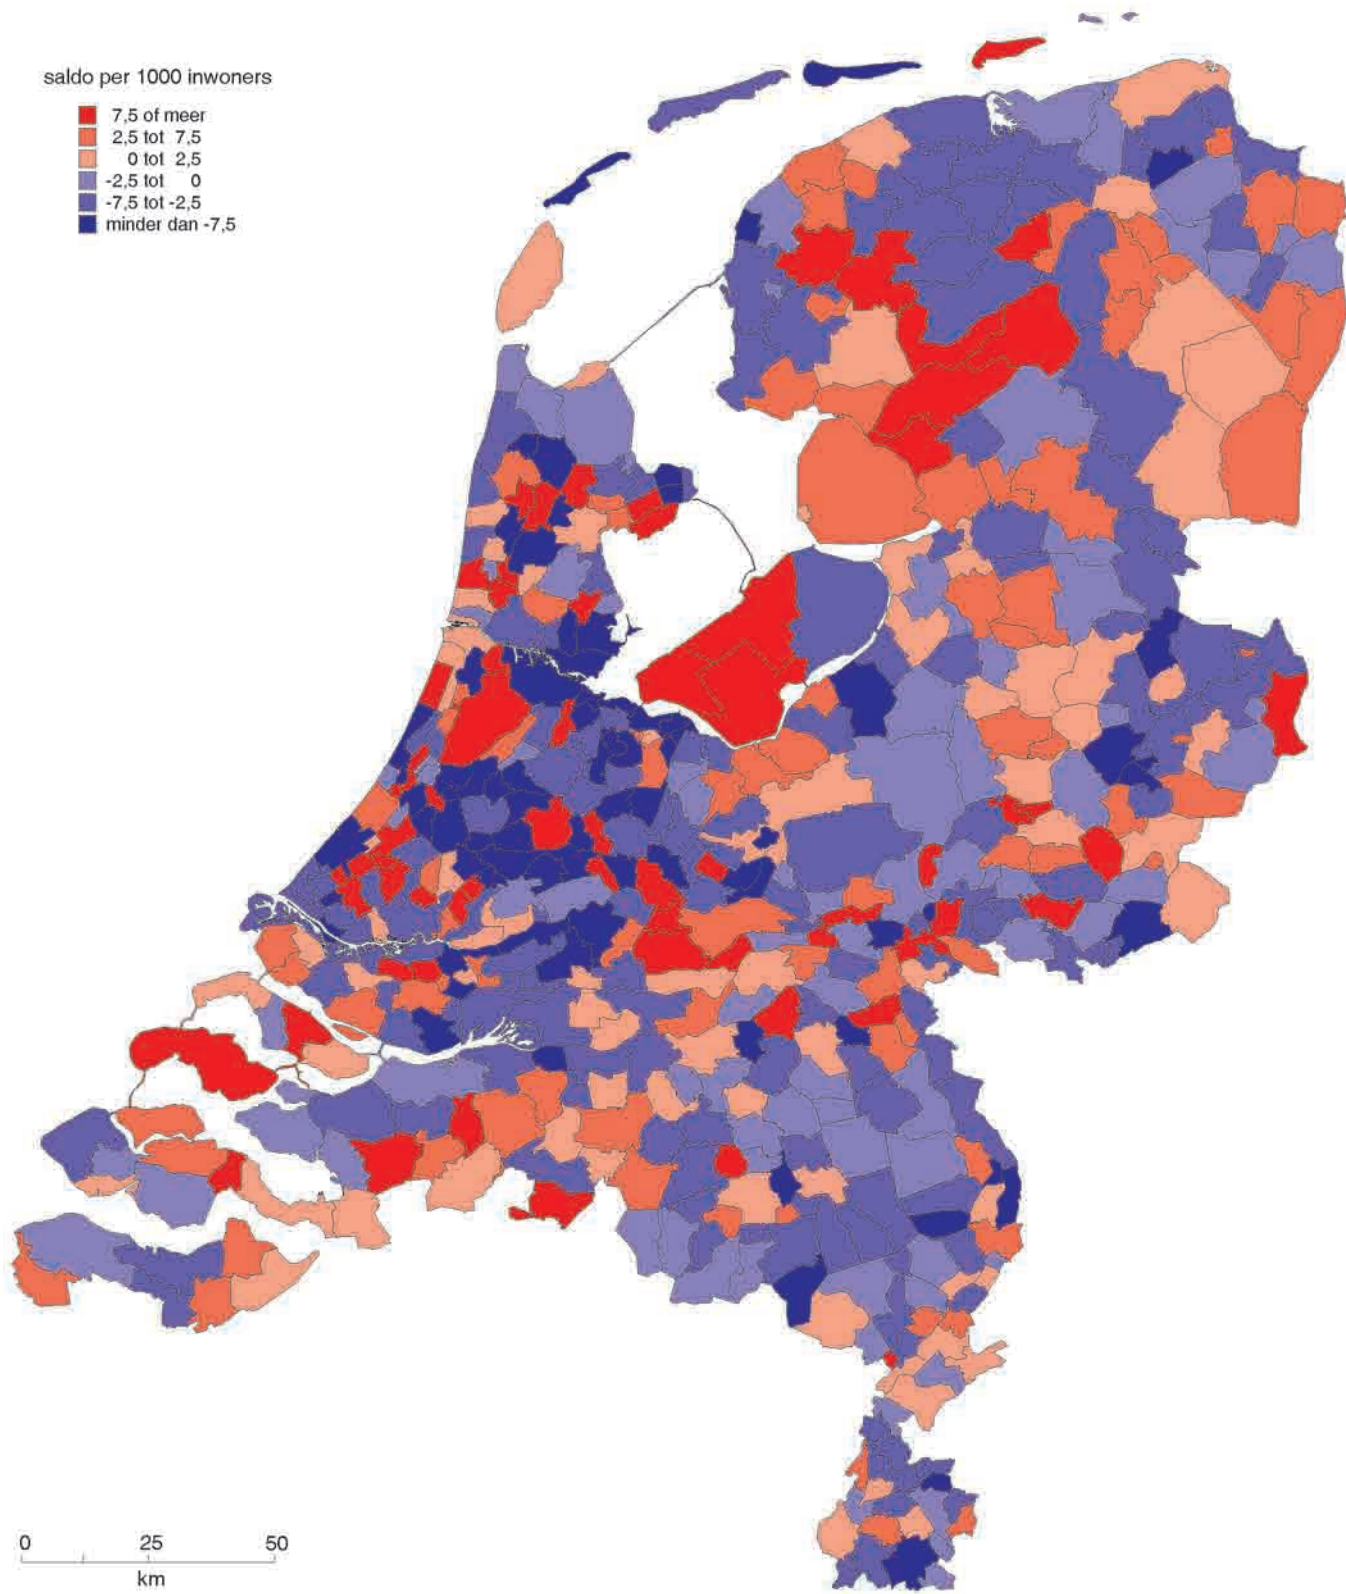 saldo per 1000 inwoners
7,5 of meer
2,5 tot 7,5
0 tot 2,5
-2,5 tot 0
-7,5 tot -2,5
minder dan -7,5
0 25 50
km